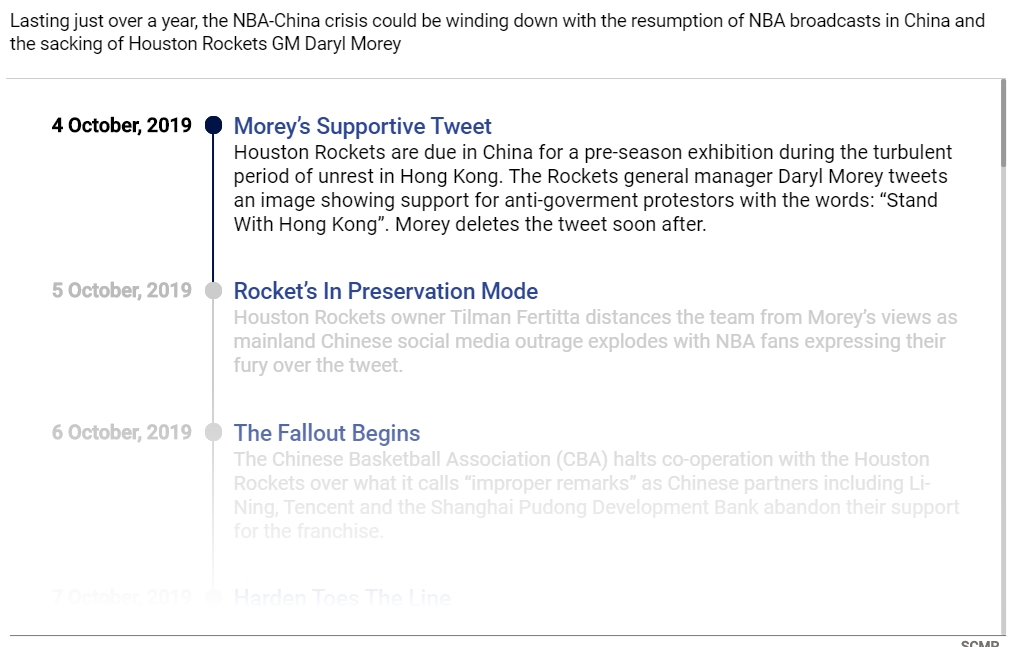 Lasting just over a year, the NBA-China crisis could be winding down with the resumption of NBA broadcasts in China and
the sacking of Houston Rockets GM Daryl Morey
4 October, 2019
Morey’s Supportive Tweet
Houston Rockets are due in China for a pre-season exhibition during the turbulent
period of unrest in Hong Kong. The Rockets general manager Daryl Morey tweets
an image showing support for anti-goverment protestors with the words: “Stand
With Hong Kong”. Morey deletes the tweet soon after.
5 October, 2019
Rocket’s In Preservation Mode
Houston Rockets owner Tilman Fertitta distances the team from Morey’s views as
mainland Chinese social media outrage explodes with NBA fans expressing their
fury over the tweet.
6 October, 2019
The Fallout Begins
The Chinese Basketball Association (CBA) halts co-operation with the Houston
Rockets over what it calls “improper remarks” as Chinese partners including Li-
Ning, Tencent and the Shanghai Pudong Development Bank abandon their support
for the franchise.
7 October, 2019
Harden Toes The Line
SCMP